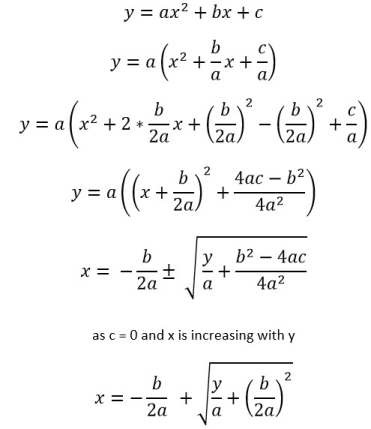 y = ax² + bx + c
y = a(x² + b/a x + c/a)
y = a(x² + 2 * b/2a x + (b/2a)² − (b/2a)² + c/a)
y = a((x + b/2a)² + (4ac − b²)/4a²)
x = − b/2a ± √(y/a + (b² − 4ac)/4a²)
as c = 0 and x is increasing with y
x = − b/2a + √(y/a + (b/2a)²)